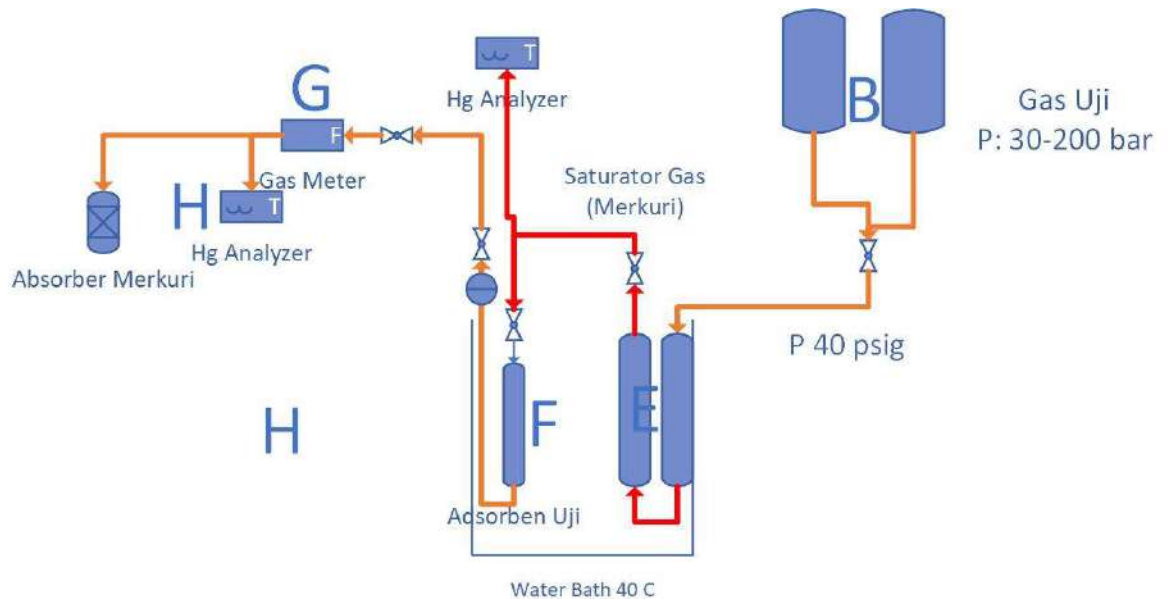 T
Hg Analyzer
B
Gas Uji
P: 30-200 bar
G
F
Gas Meter
Saturator Gas
(Merkuri)
H
T
Hg Analyzer
Absorber Merkuri
P 40 psig
H
F
E
Adsorben Uji
Water Bath 40 C